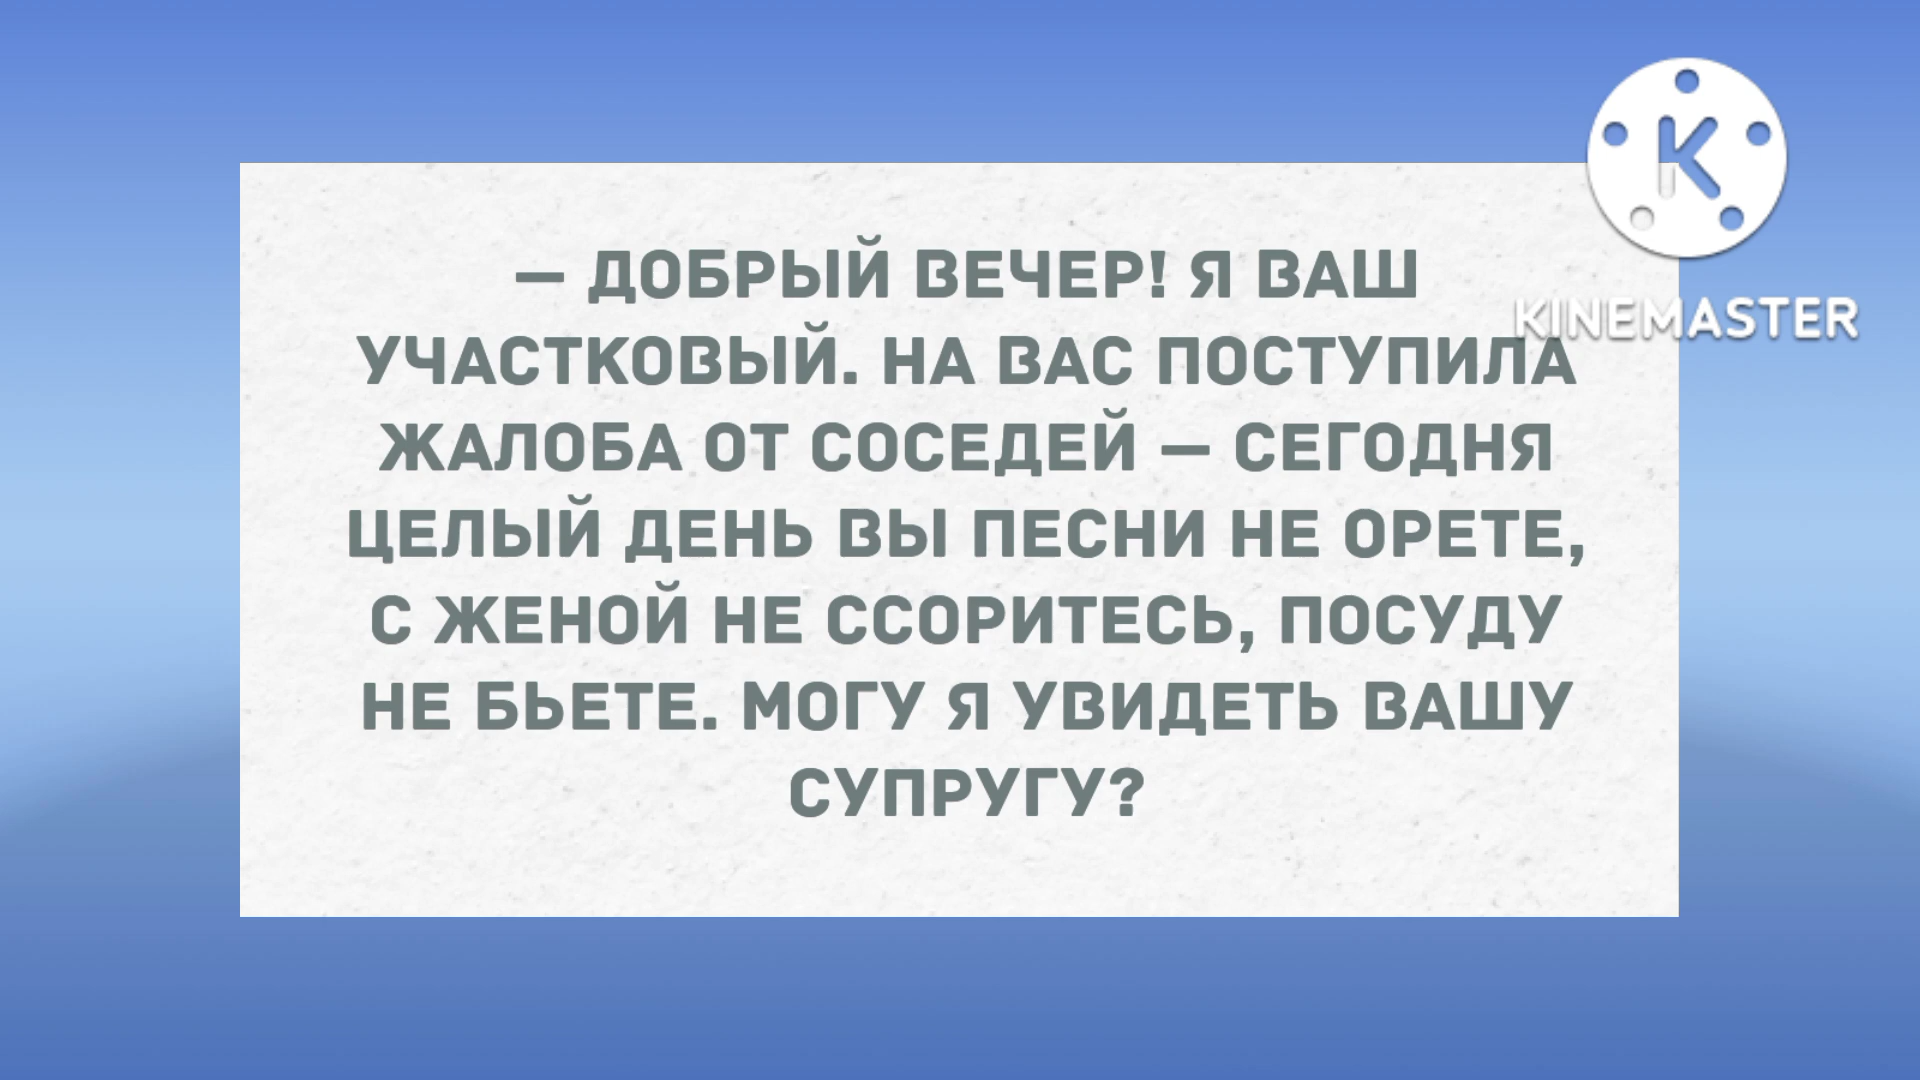 — ДОБРЫЙ ВЕЧЕР! Я ВАШ
УЧАСТКОВЫЙ. НА ВАС ПОСТУПИЛА
ЖАЛОБА ОТ СОСЕДЕЙ — СЕГОДНЯ
ЦЕЛЫЙ ДЕНЬ ВЫ ПЕСНИ НЕ ОРЕТЕ,
С ЖЕНОЙ НЕ ССОРИТЕСЬ, ПОСУДУ
НЕ БЬЕТЕ. МОГУ Я УВИДЕТЬ ВАШУ
СУПРУГУ?
K
KINEMASTER